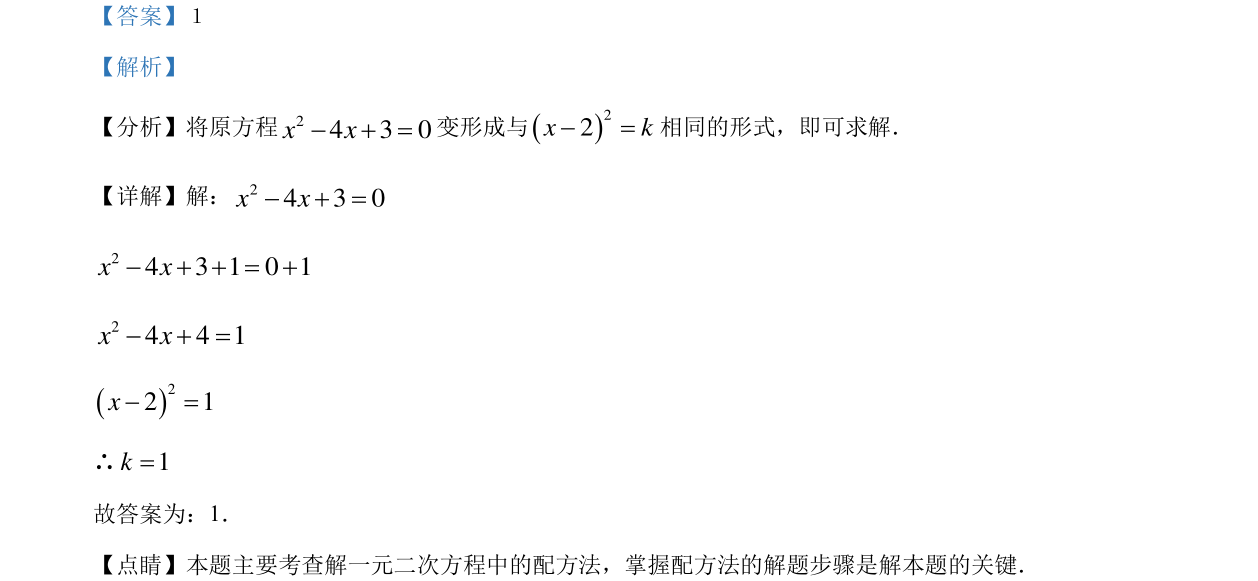 【答案】1
【解析】
【分析】将原方程 x² − 4x + 3 = 0 变形成与 (x − 2)² = k 相同的形式，即可求解．
【详解】解：x² − 4x + 3 = 0
x² − 4x + 3 + 1 = 0 + 1
x² − 4x + 4 = 1
(x − 2)² = 1
∴ k = 1
故答案为：1．
【点睛】本题主要考查解一元二次方程中的配方法，掌握配方法的解题步骤是解本题的关键．